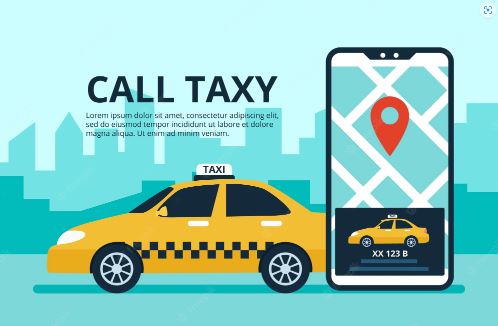 CALL TAXY
Lorem ipsum dolor sit amet, consectetur adipiscing elit,
sed do eiusmod tempor incididunt ut labore et dolore
magna aliqua. Ut enim ad minim veniam.
TAXI
TAXI
XX 123 B